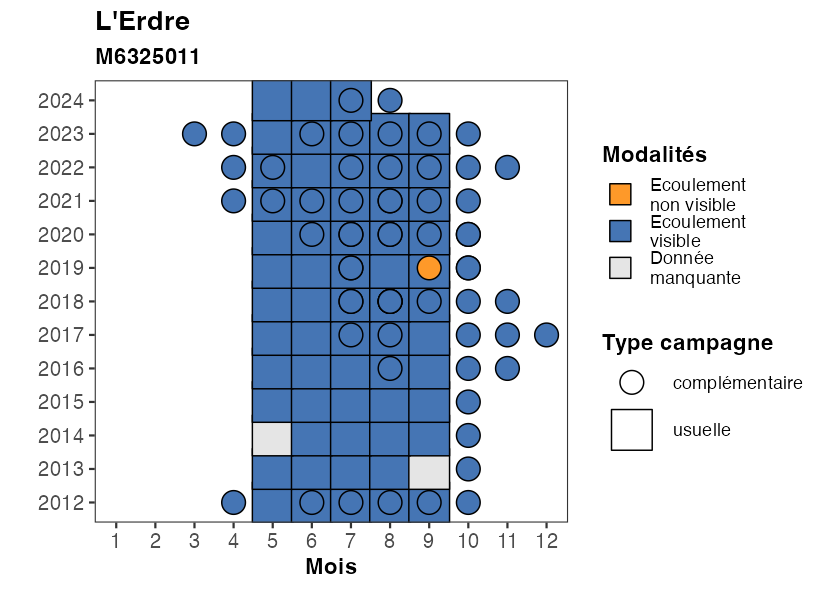 L'Erdre
M6325011
2024
2023
2022
2021
2020
2019
2018
2017
2016
2015
2014
2013
2012
1 2 3 4 5 6 7 8 9 10 11 12
Mois
Modalités
Ecoulement
non visible
Ecoulement
visible
Donnée
manquante
Type campagne
complémentaire
usuelle